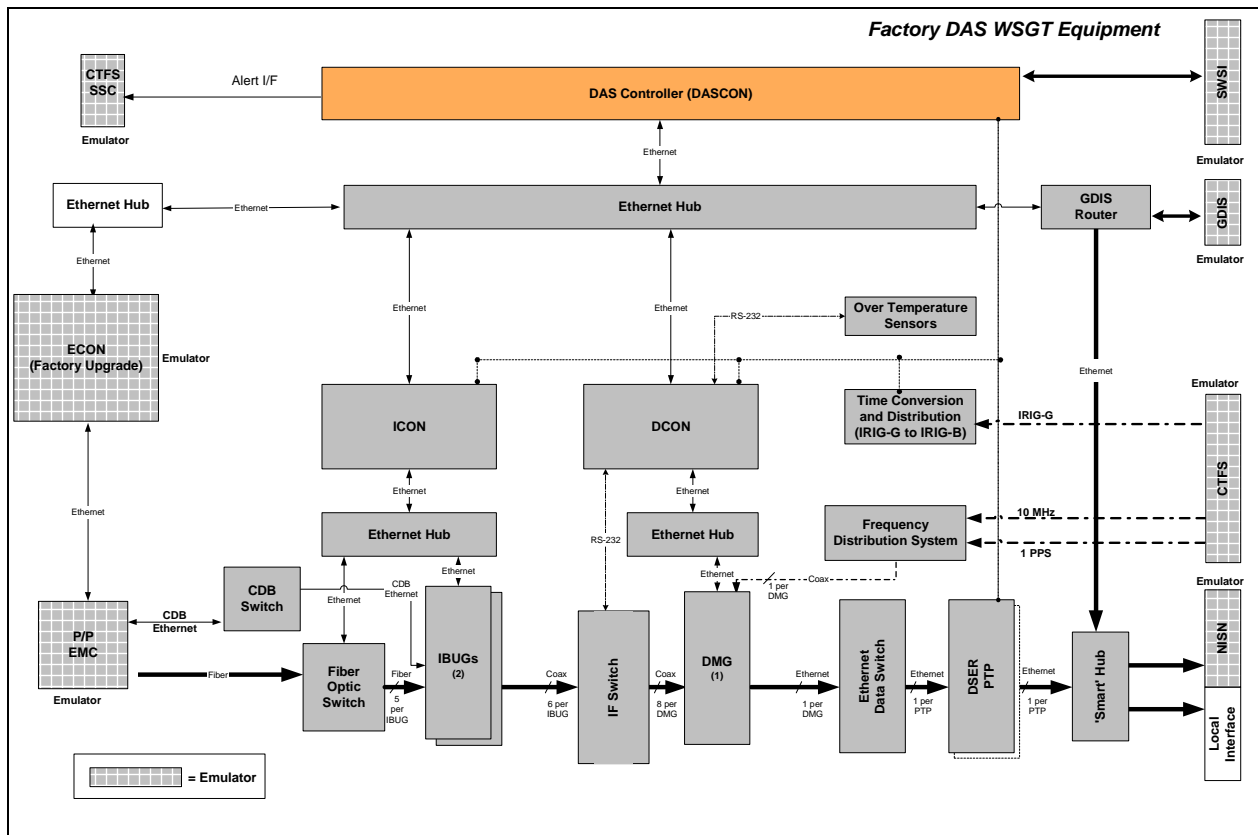 Factory DAS WSGT Equipment
CTFS
SSC
Emulator
Alert I/F
DAS Controller (DASCON)
SWSI
Emulator
Ethernet
Ethernet Hub
Ethernet
Ethernet Hub
GDIS
Router
GDIS
Emulator
Ethernet
ECON
(Factory Upgrade)
Emulator
Ethernet
Ethernet
RS-232
Over Temperature
Sensors
Ethernet
ICON
DCON
Time Conversion
and Distribution
(IRIG-G to IRIG-B)
IRIG-G
Emulator
CTFS
10 MHz
1 PPS
Ethernet
Ethernet
Ethernet
Ethernet Hub
RS-232
Ethernet Hub
Frequency
Distribution System
CDB
Switch
CDB
Ethernet
Ethernet
Ethernet
Ethernet
Coax
1 per
DMG
P/P
EMC
Emulator
CDB
Ethernet
Fiber
Fiber
Optic
Switch
Fiber
5
per
IBUG
IBUGs
(2)
Coax
6 per
IBUG
IF Switch
Coax
8 per
DMG
DMG
(1)
Ethernet
1 per
DMG
Ethernet
Data Switch
Ethernet
1 per
PTP
DSER
PTP
Ethernet
1 per
PTP
'Smart' Hub
Emulator
NISN
Local
Interface
= Emulator